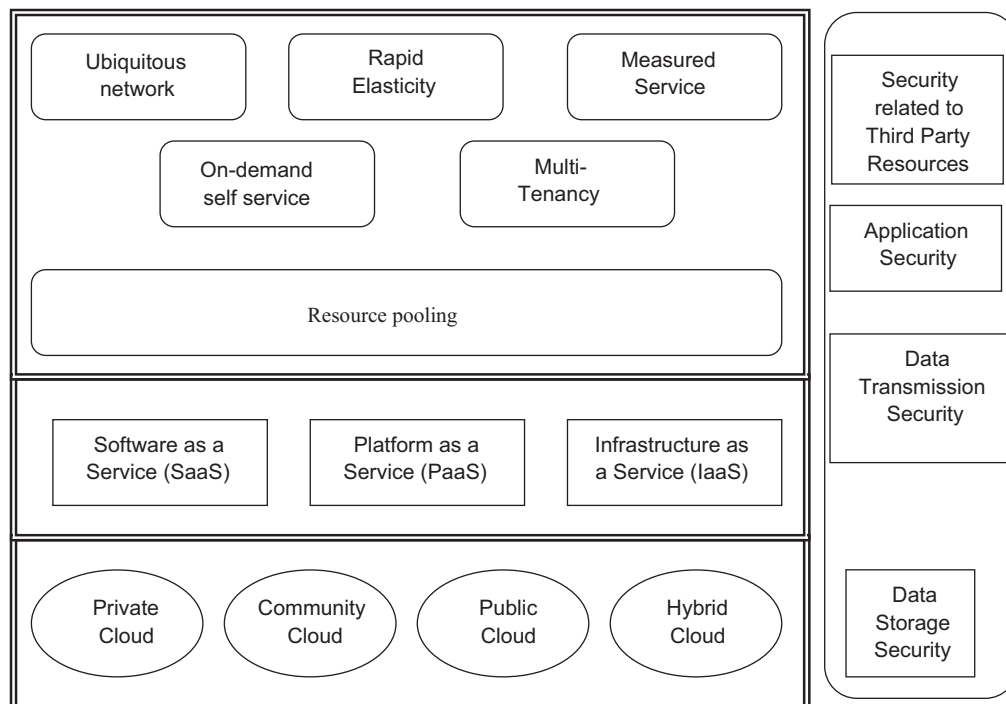 Ubiquitous
network
Rapid
Elasticity
Measured
Service
On-demand
self service
Multi-
Tenancy
Resource pooling
Software as a
Service (SaaS)
Platform as a
Service (PaaS)
Infrastructure as
a Service (IaaS)
Private
Cloud
Community
Cloud
Public
Cloud
Hybrid
Cloud
Security
related to
Third Party
Resources
Application
Security
Data
Transmission
Security
Data
Storage
Security